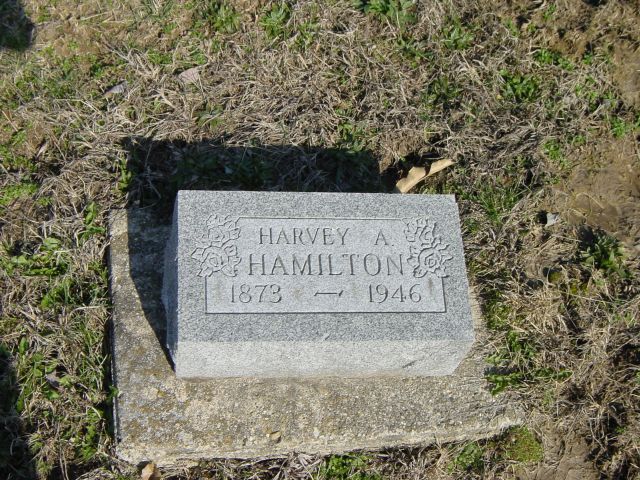 HARVEY A.
HAMILTON
1873 — 1946